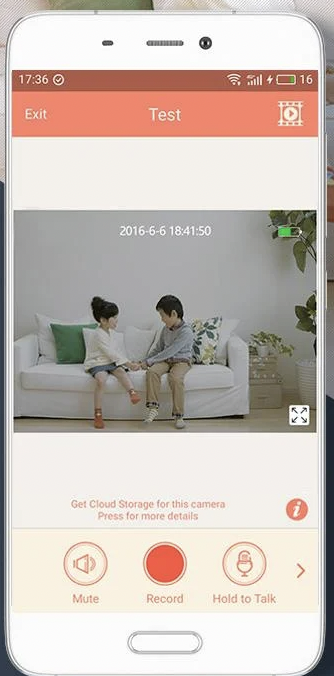 17:36
16
Exit
Test
2016-6-6 18:41:50
Get Cloud Storage for this camera
Press for more details
i
Mute
Record
Hold to Talk